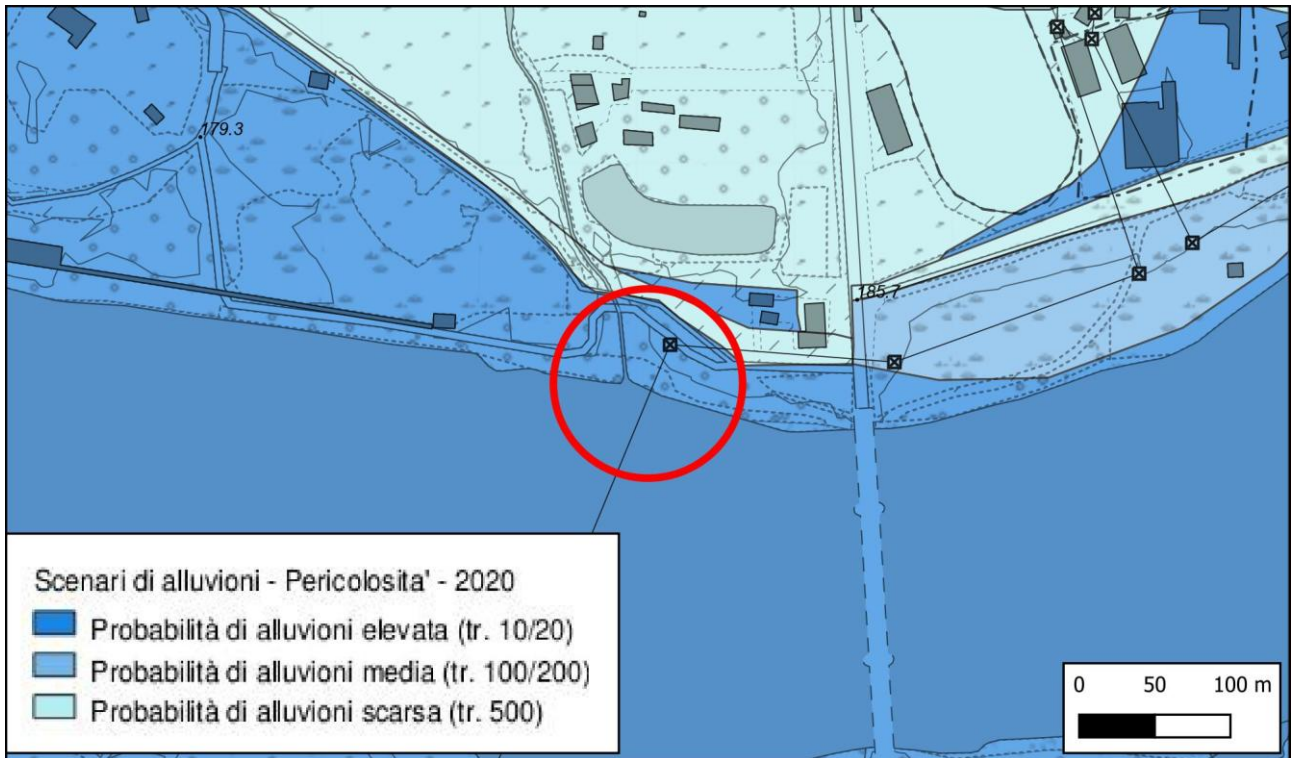 179.3
185.7
Scenari di alluvioni - Pericolosita' - 2020
Probabilità di alluvioni elevata (tr. 10/20)
Probabilità di alluvioni media (tr. 100/200)
Probabilità di alluvioni scarsa (tr. 500)
0 50 100 m